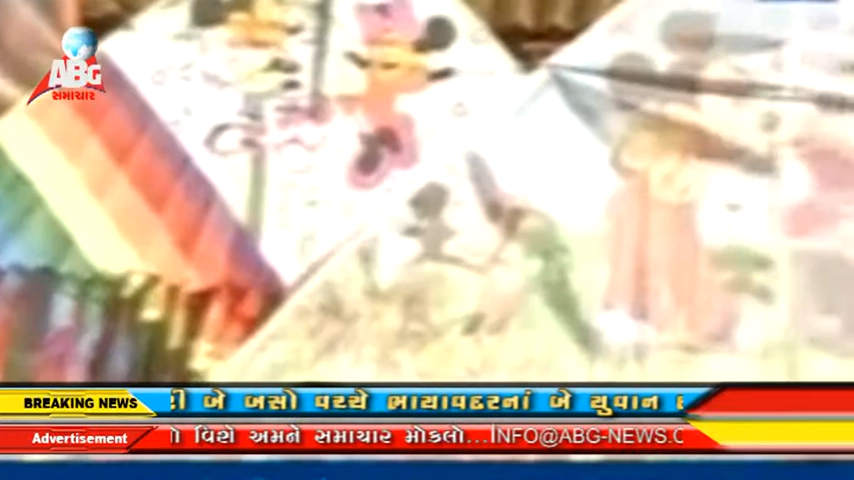 ABG
સમાચાર
BREAKING NEWS
બે બસો વચ્ચે ભાયાવદરનાં બે યુવાન
Advertisement
વિશે અમને સમાચાર મોકલો...INFO@ABG-NEWS.C